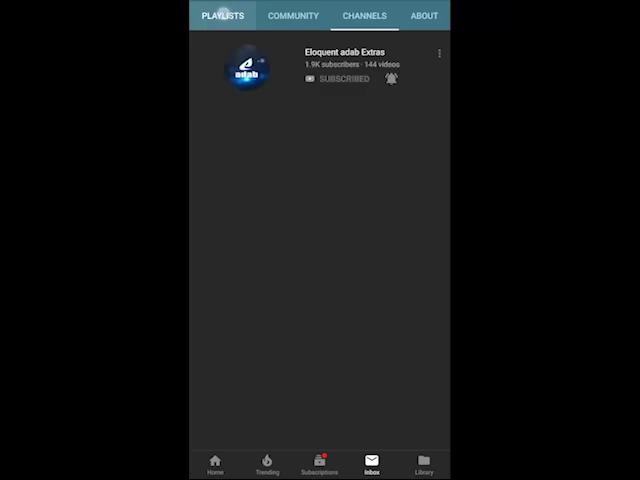 PLAYLISTS COMMUNITY CHANNELS ABOUT
adab
Eloquent adab Extras
1.9K subscribers · 144 videos
SUBSCRIBED
Home Trending Subscriptions Inbox Library